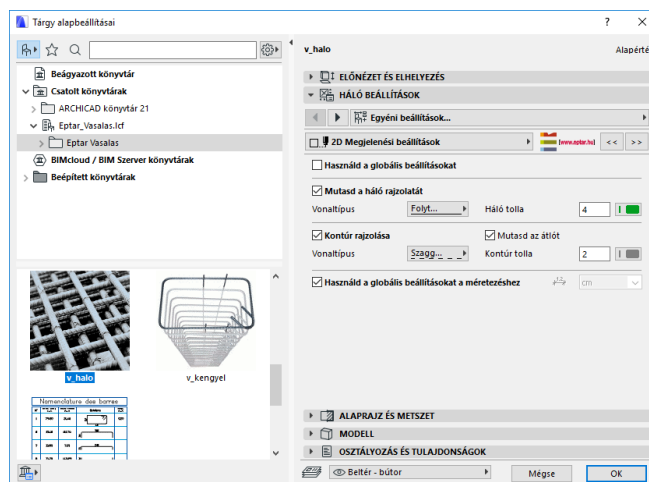 Tárgy alapbeállításai
Beágyazott könyvtár
Csatolt könyvtárak
ARCHICAD könyvtár 21
Eptar_Vasalas.lcf
Eptar Vasalas
BIMcloud / BIM Szerver könyvtárak
Beépített könyvtárak
v_halo
v_kengyel
Nomenclature des barres
v_halo
Alapérté
ELŐNÉZET ÉS ELHELYEZÉS
HÁLÓ BEÁLLÍTÁSOK
Egyéni beállítások...
2D Megjelenési beállítások
[www.eptar.hu]
<<
>>
Használd a globális beállításokat
Mutasd a háló rajzolatát
Vonaltípus
Folyt...
Háló tolla
4
Kontúr rajzolása
Mutasd az átlót
Vonaltípus
Szagg...
Kontúr tolla
2
Használd a globális beállításokat a méretezéshez
cm
ALAPRAJZ ÉS METSZET
MODELL
OSZTÁLYOZÁS ÉS TULAJDONSÁGOK
Beltér - bútor
Mégse
OK